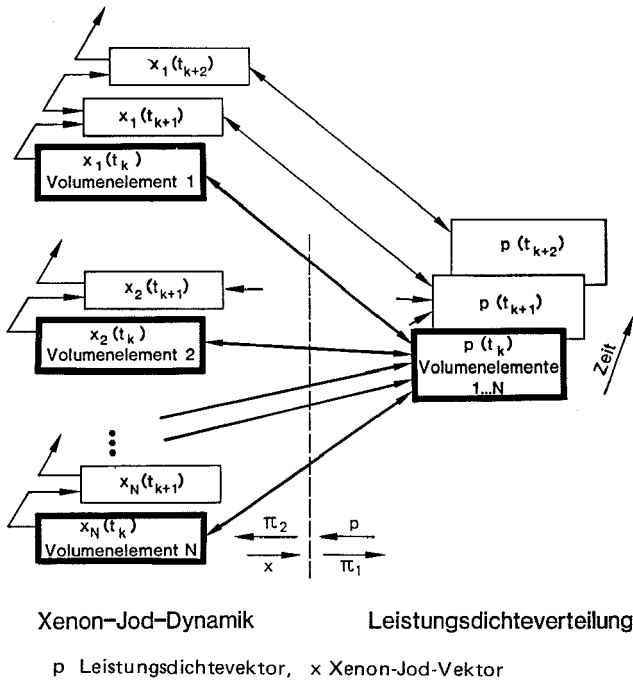 x₁(tₖ₊₂)
x₁(tₖ₊₁)
x₁(tₖ)
Volumenelement 1
x₂(tₖ₊₁)
x₂(tₖ)
Volumenelement 2
x_N(tₖ₊₁)
x_N(tₖ)
Volumenelement N
p (tₖ₊₂)
p (tₖ₊₁)
p (tₖ)
Volumenelemente
1...N
Zeit
π₂
x
p
π₁
Xenon-Jod-Dynamik
Leistungsdichteverteilung
p Leistungsdichtevektor, x Xenon-Jod-Vektor